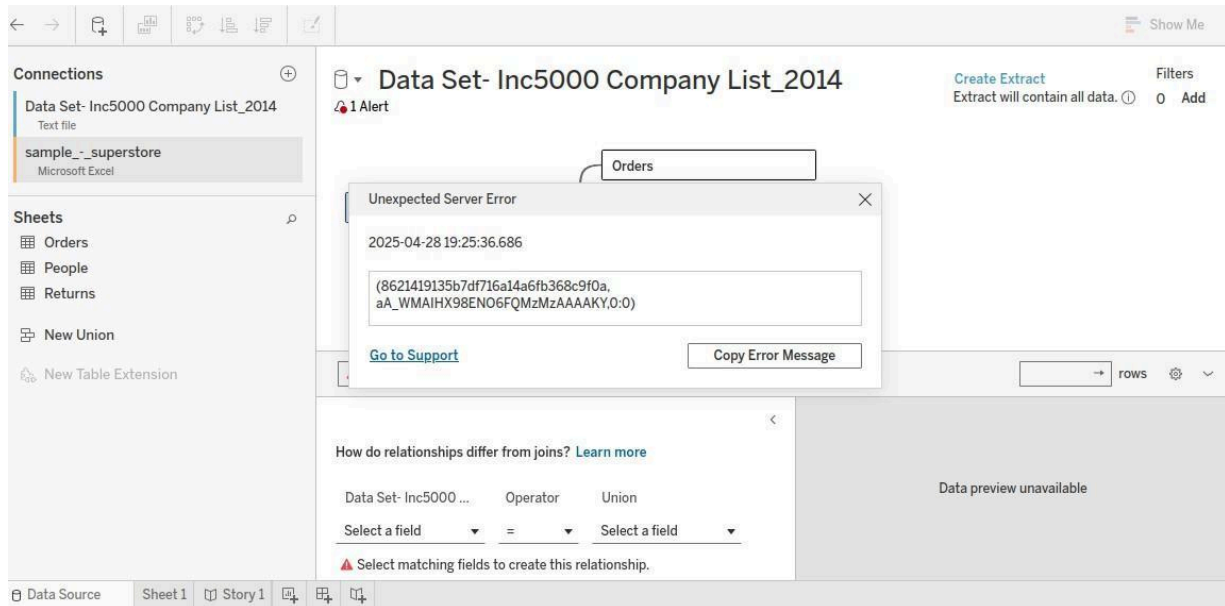 Show Me
Connections
Data Set- Inc5000 Company List_2014
Text file
sample_-_superstore
Microsoft Excel
Sheets
Orders
People
Returns
New Union
New Table Extension
Data Set- Inc5000 Company List_2014
1 Alert
Create Extract
Extract will contain all data.
Filters
0 Add
Orders
Unexpected Server Error
2025-04-28 19:25:36.686
(8621419135b7df716a14a6fb368c9f0a,
aA_WMAIHX98ENO6FQMzMzAAAAKY,0:0)
Go to Support
Copy Error Message
rows
How do relationships differ from joins? Learn more
Data Set- Inc5000 ... Operator Union
Select a field = Select a field
Select matching fields to create this relationship.
Data preview unavailable
Data Source Sheet 1 Story 1